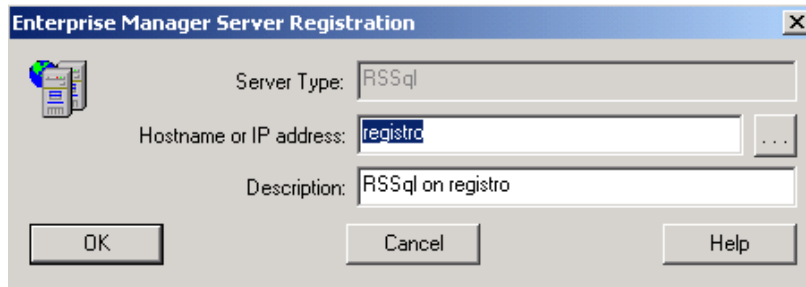 Enterprise Manager Server Registration
Server Type: RSSql
Hostname or IP address: registro ...
Description: RSSql on registro
OK Cancel Help